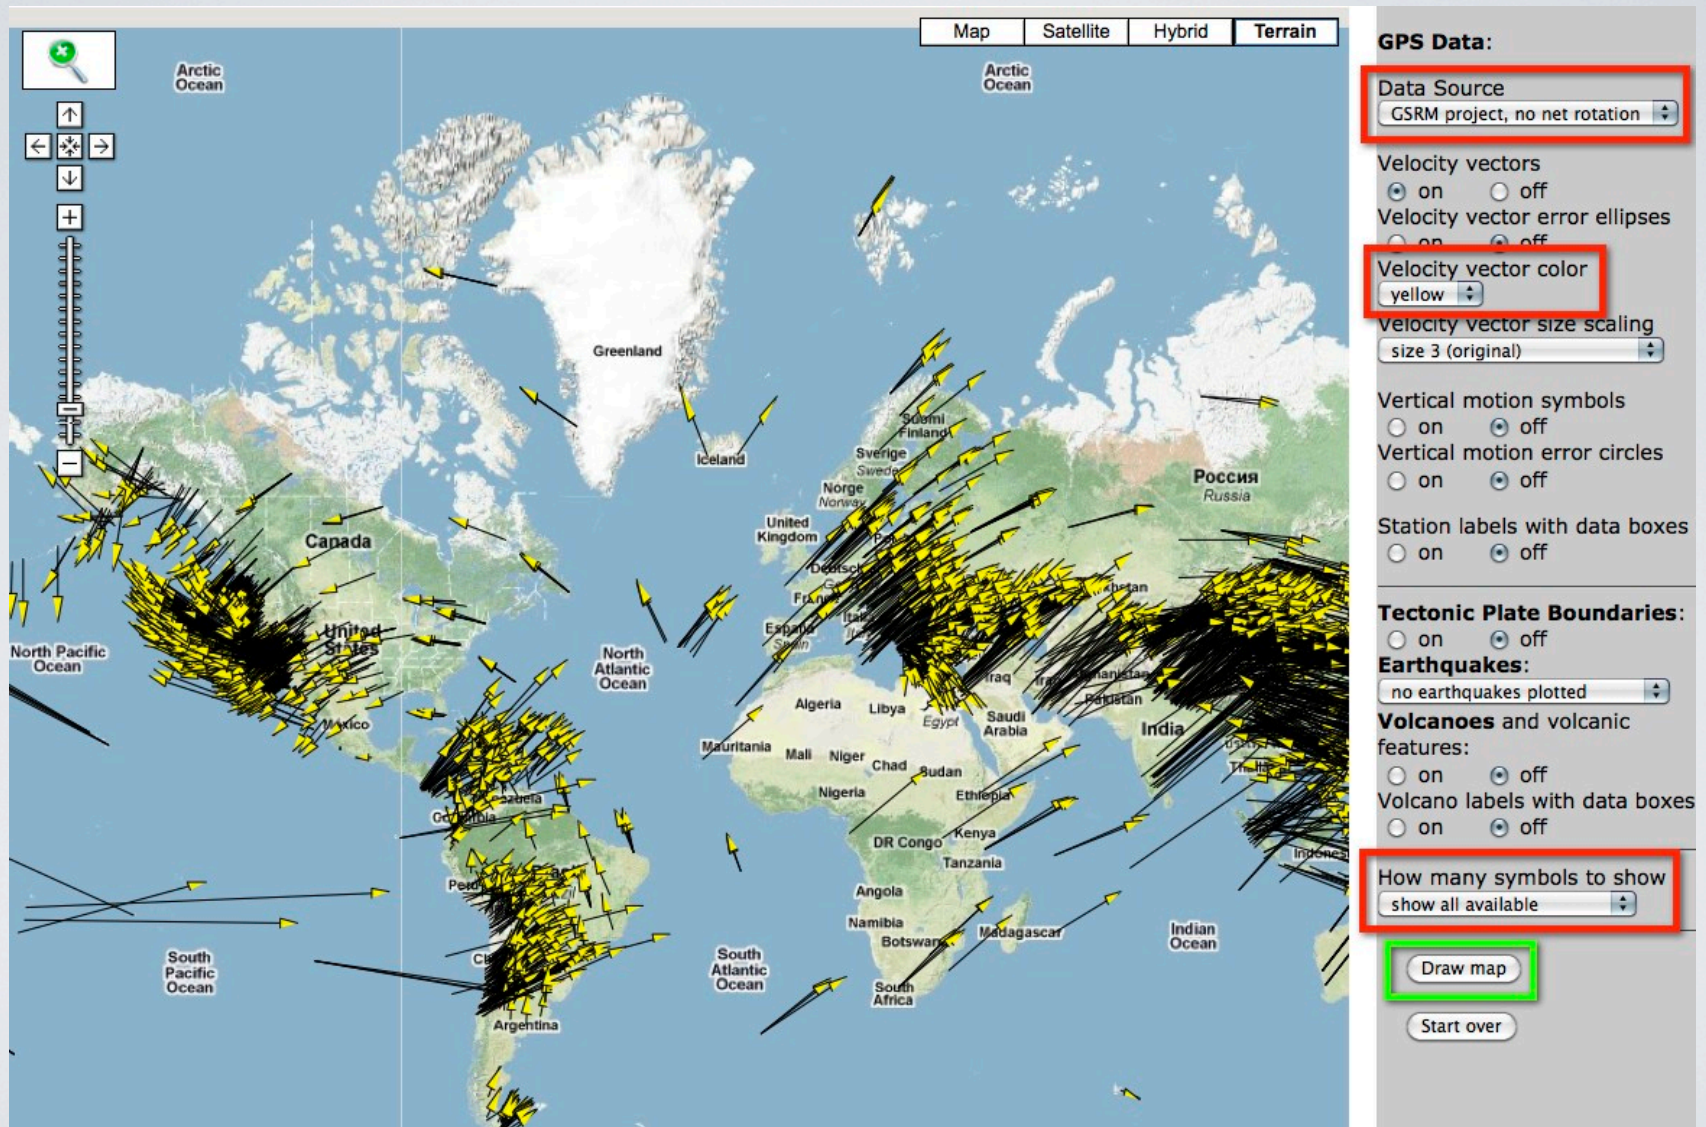 Map
Satellite
Hybrid
Terrain
Arctic
Ocean
Arctic
Ocean
Greenland
Iceland
Suomi
Finland
Sverige
Norge
Norway
United
Kingdom
Россия
Russia
Canada
United
States
North Pacific
Ocean
North
Atlantic
Ocean
Mexico
Algeria
Libya
Egypt
Iraq
Saudi
Arabia
Pakistan
India
Mauritania
Mali
Niger
Chad
Sudan
Nigeria
Ethiopia
Kenya
DR Congo
Tanzania
Angola
Namibia
Madagascar
South
Africa
Indian
Ocean
South
Pacific
Ocean
South
Atlantic
Ocean
Argentina
GPS Data:
Data Source
GSRM project, no net rotation
Velocity vectors
on off
Velocity vector error ellipses
on off
Velocity vector color
yellow
Velocity vector size scaling
size 3 (original)
Vertical motion symbols
on off
Vertical motion error circles
on off
Station labels with data boxes
on off
Tectonic Plate Boundaries:
on off
Earthquakes:
no earthquakes plotted
Volcanoes and volcanic
features:
on off
Volcano labels with data boxes
on off
How many symbols to show
show all available
Draw map
Start over